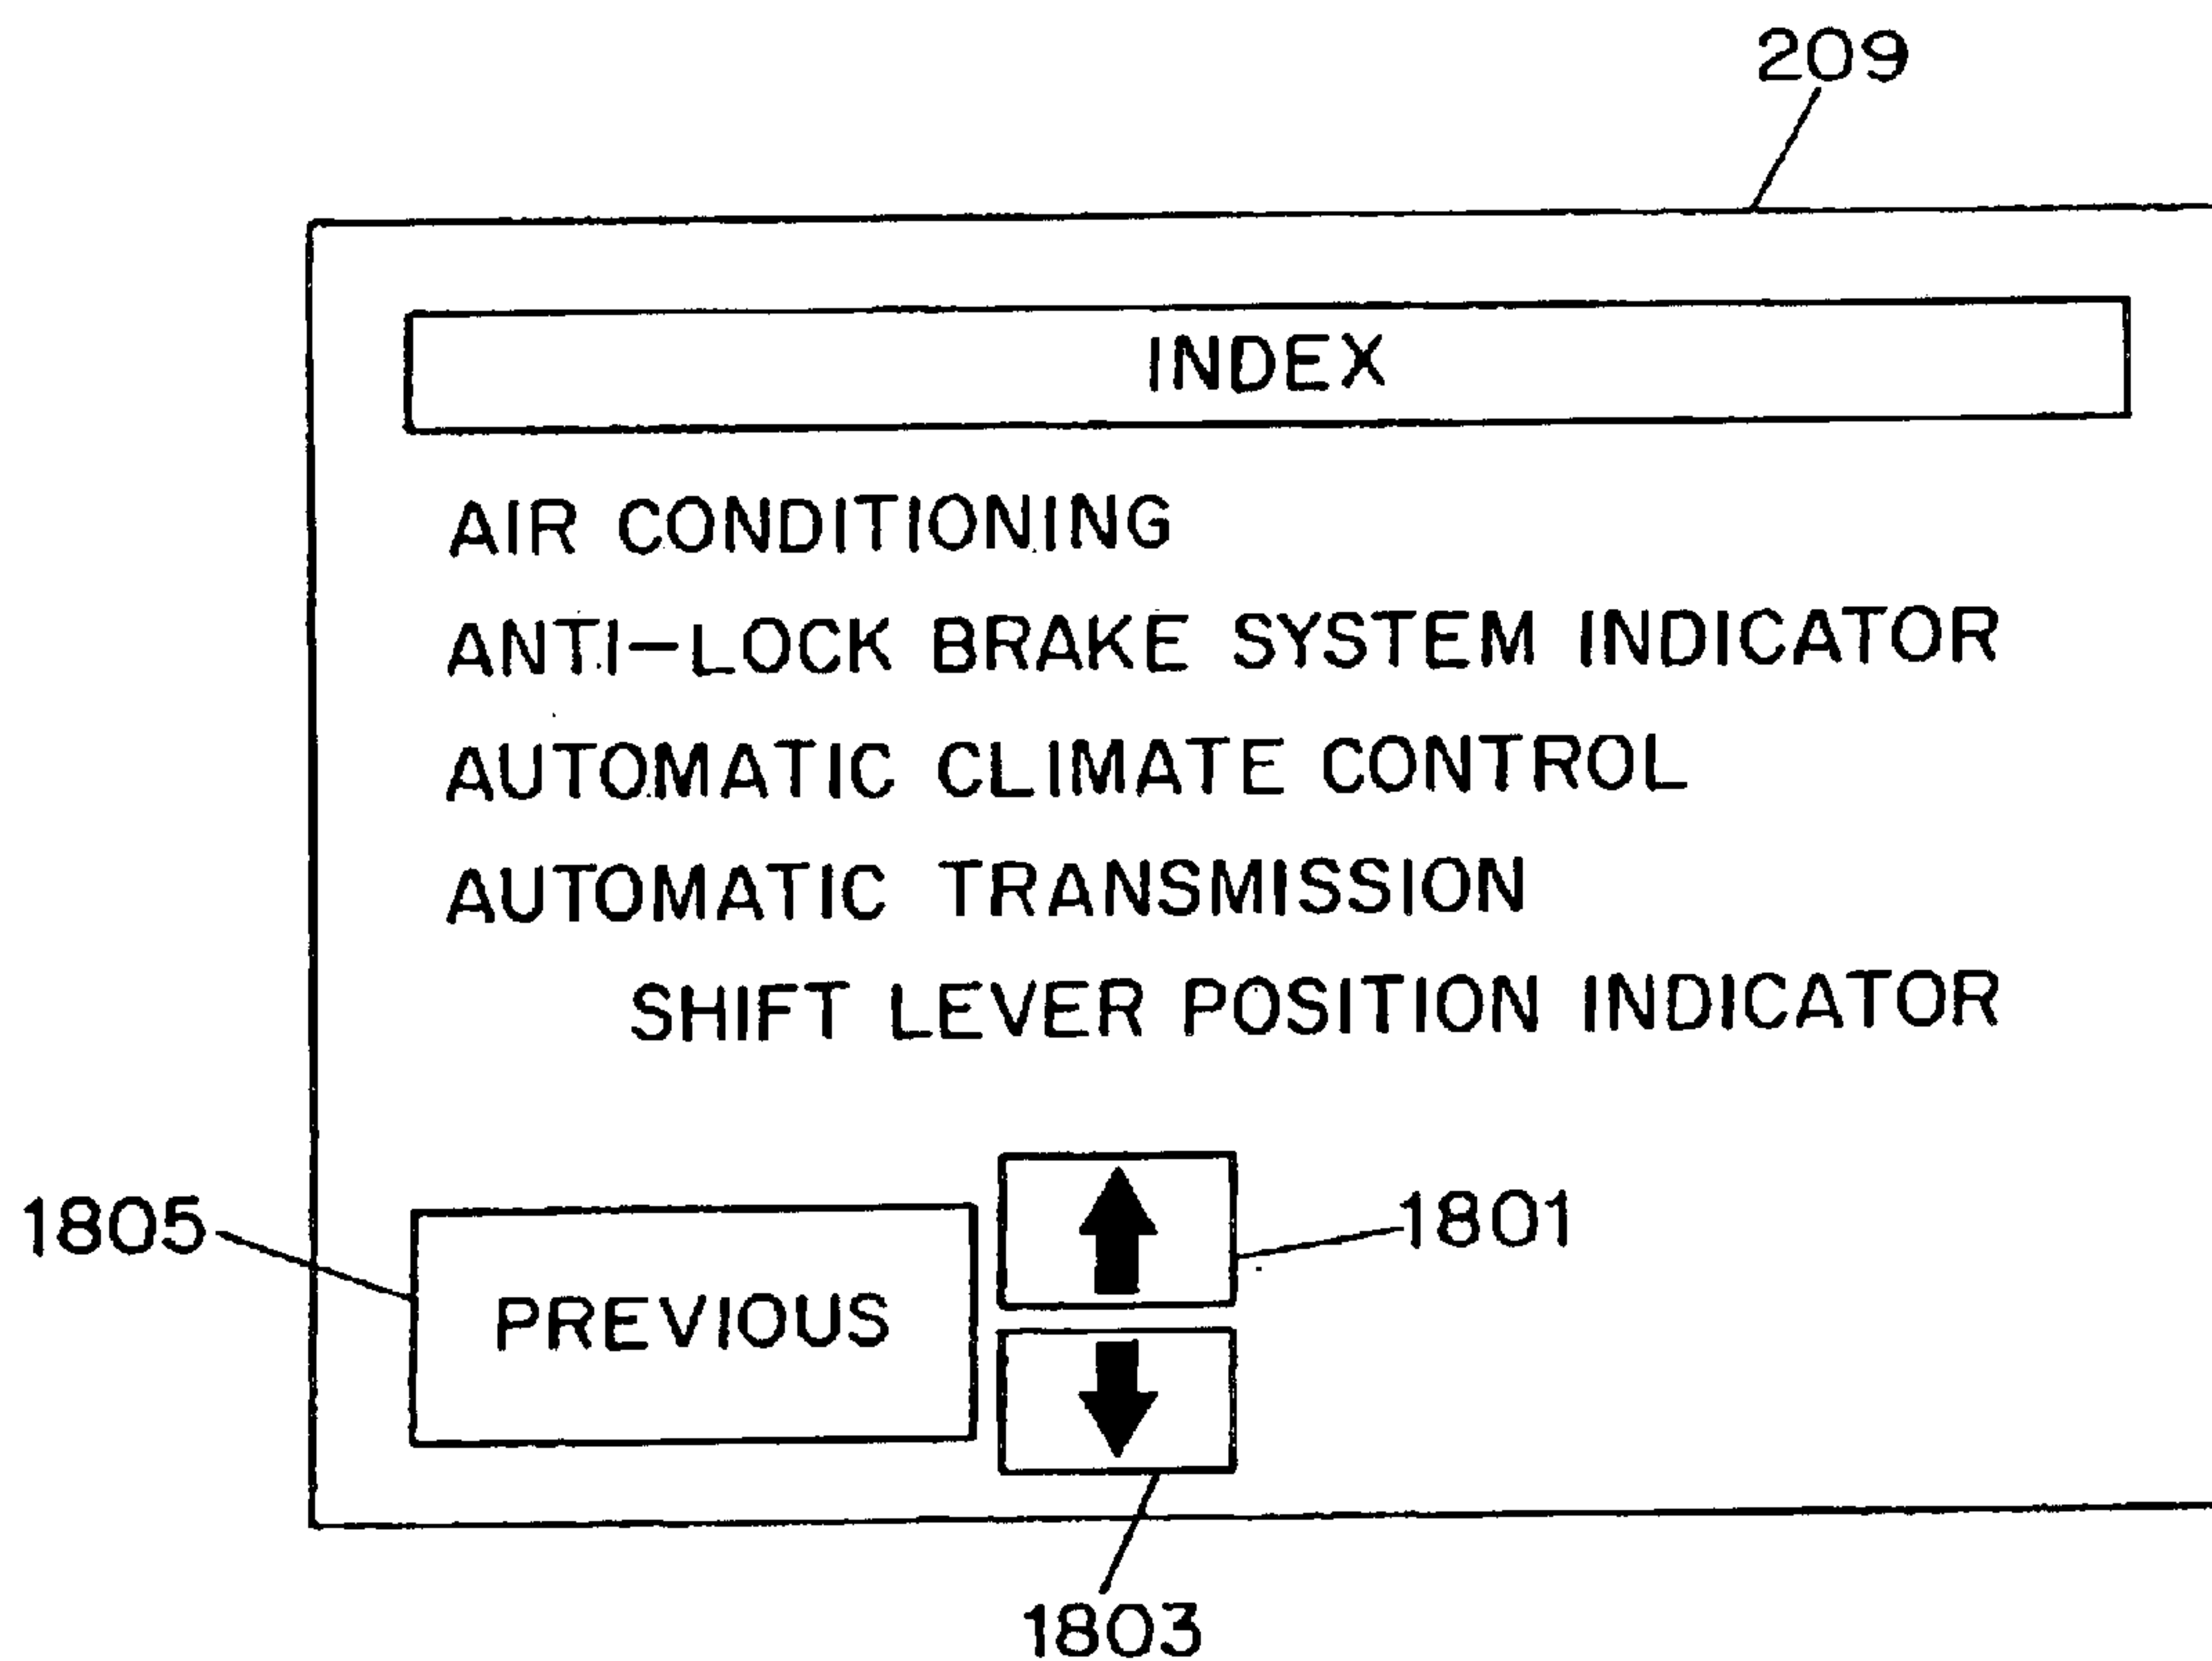 209
INDEX
AIR CONDITIONING
ANTI-LOCK BRAKE SYSTEM INDICATOR
AUTOMATIC CLIMATE CONTROL
AUTOMATIC TRANSMISSION
SHIFT LEVER POSITION INDICATOR
1805
PREVIOUS
1801
1803